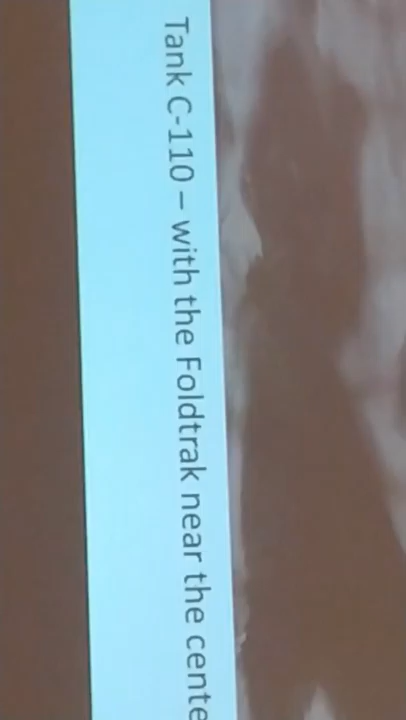 Tank C-110 – with the Foldtrak near the cente